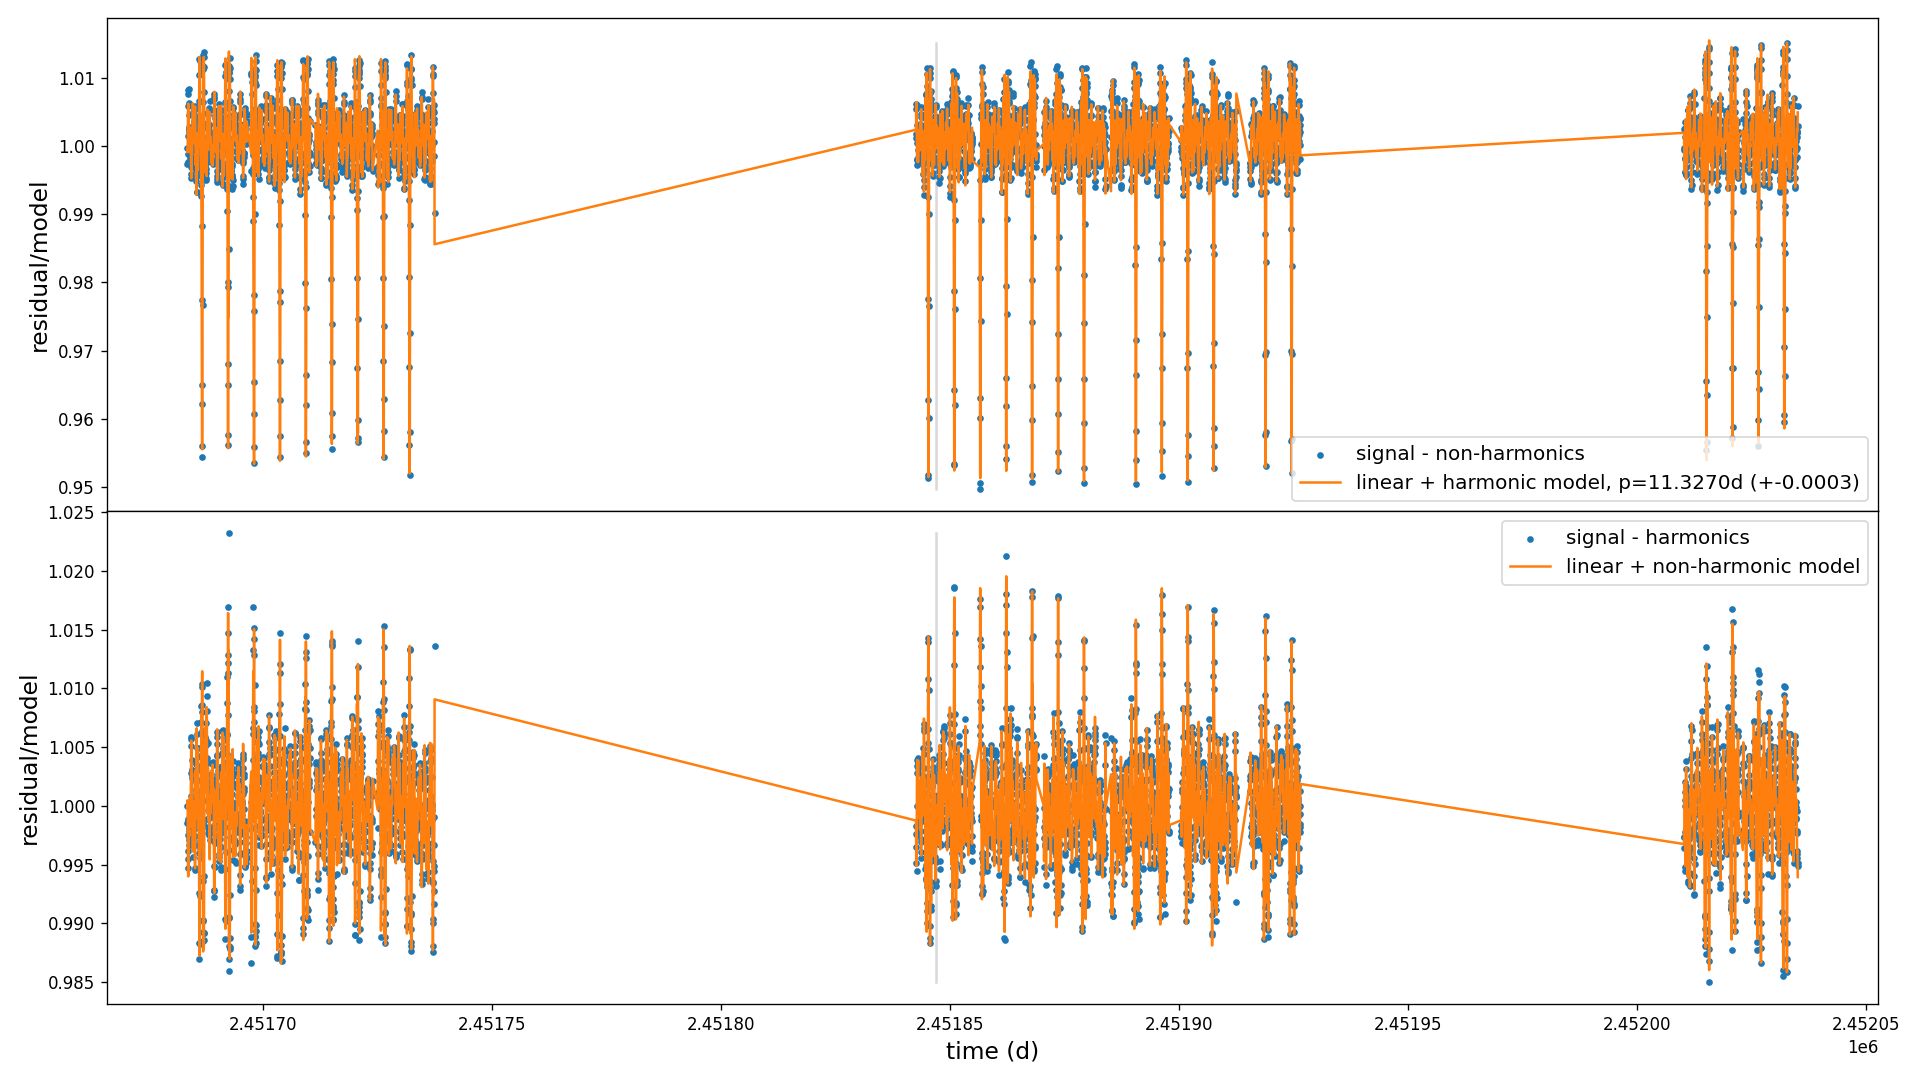 1.01
1.00
0.99
0.98
0.97
0.96
0.95
residual/model
signal - non-harmonics
linear + harmonic model, p=11.3270d (+-0.0003)
1.025
1.020
1.015
1.010
1.005
1.000
0.995
0.990
0.985
residual/model
signal - harmonics
linear + non-harmonic model
2.45170 2.45175 2.45180 2.45185 2.45190 2.45195 2.45200 2.45205
1e6
time (d)